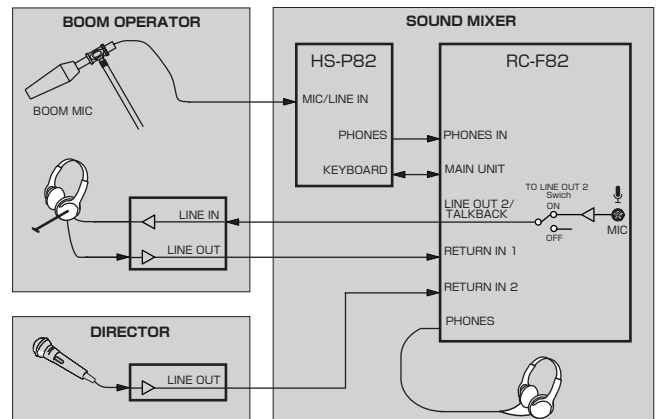 BOOM OPERATOR
BOOM MIC
LINE IN
LINE OUT
DIRECTOR
LINE OUT
SOUND MIXER
HS-P82
MIC/LINE IN
PHONES
KEYBOARD
RC-F82
PHONES IN
MAIN UNIT
LINE OUT 2/
TALKBACK
TO LINE OUT 2
Swich
ON
OFF
MIC
RETURN IN 1
RETURN IN 2
PHONES